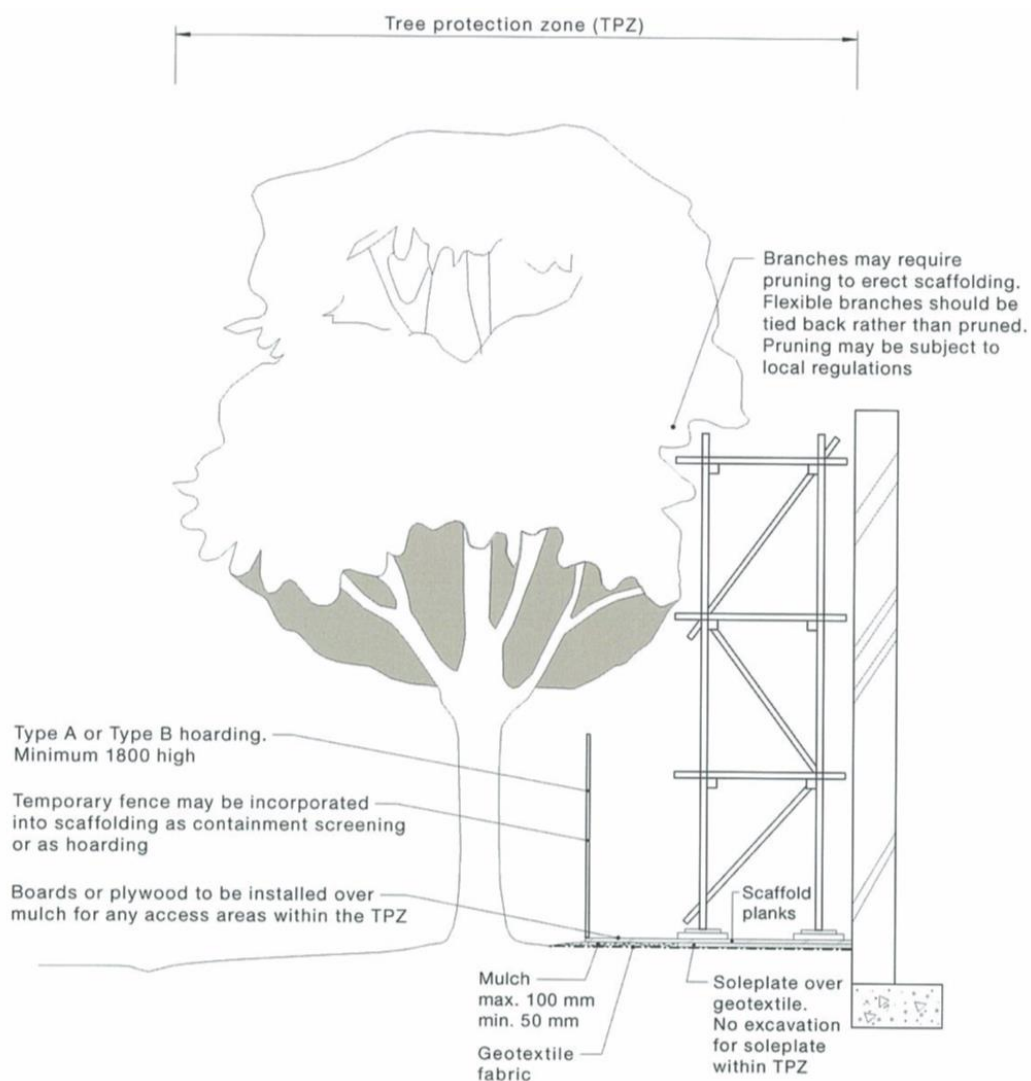 Tree protection zone (TPZ)
Branches may require
pruning to erect scaffolding.
Flexible branches should be
tied back rather than pruned.
Pruning may be subject to
local regulations
Type A or Type B hoarding.
Minimum 1800 high
Temporary fence may be incorporated
into scaffolding as containment screening
or as hoarding
Boards or plywood to be installed over
mulch for any access areas within the TPZ
Scaffold
planks
Mulch
max. 100 mm
min. 50 mm
Geotextile
fabric
Soleplate over
geotextile.
No excavation
for soleplate
within TPZ